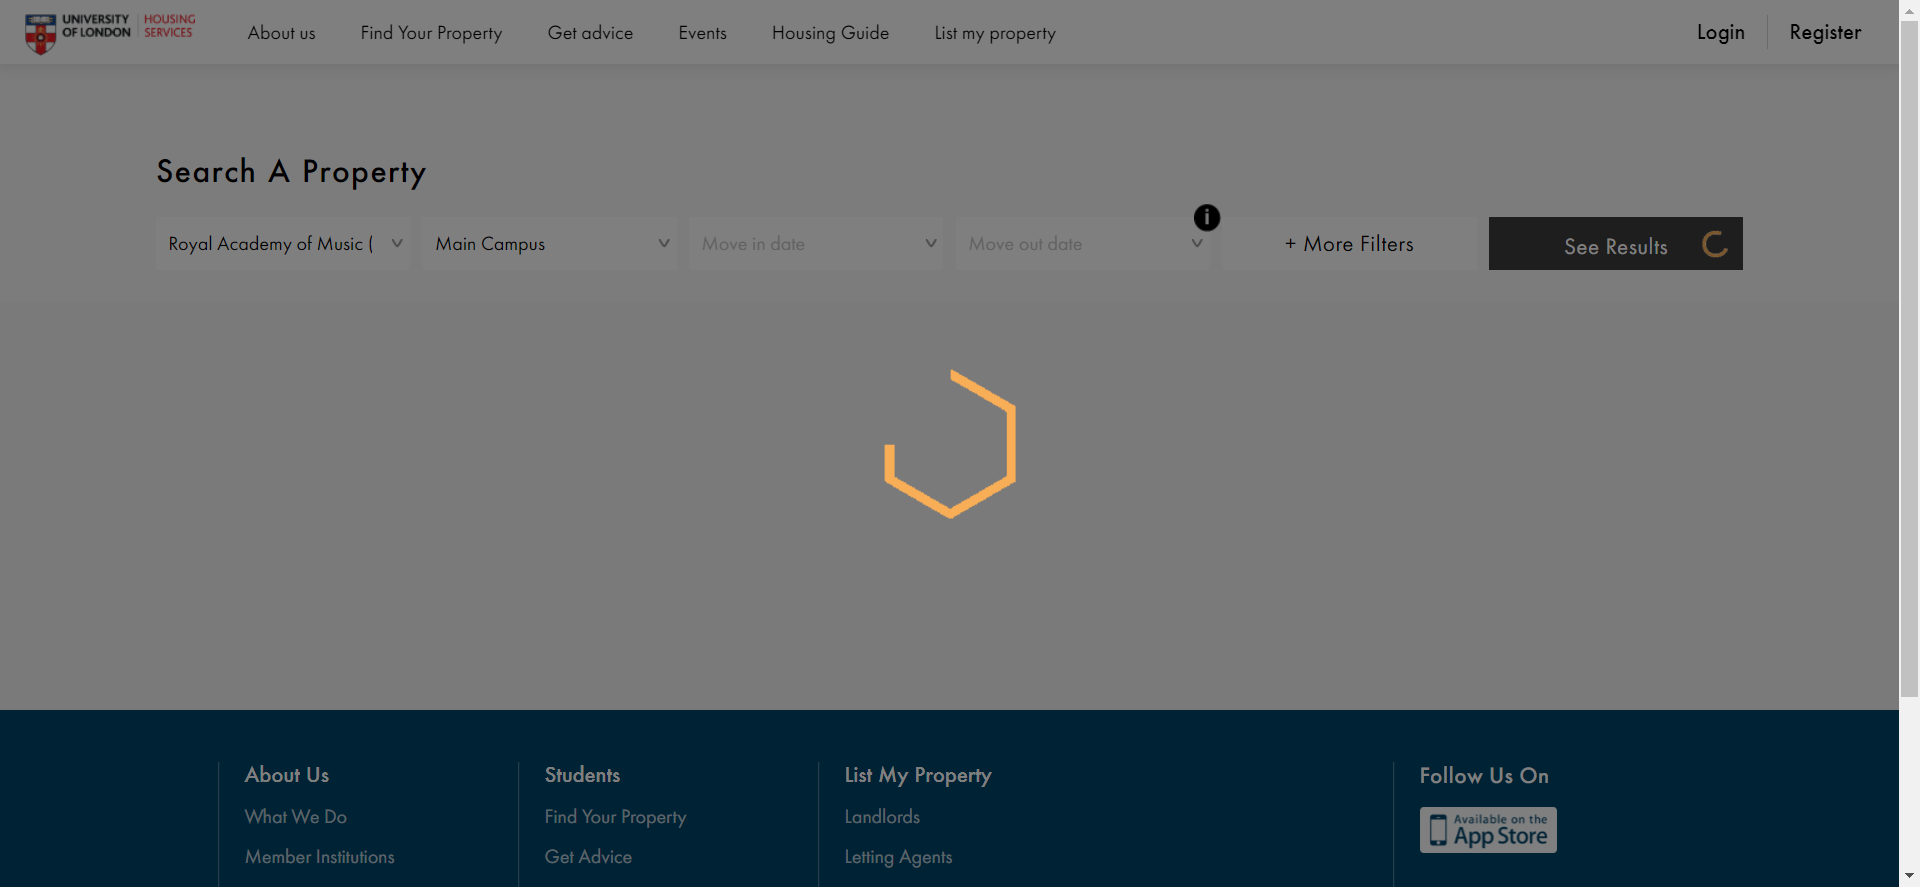 UNIVERSITY OF LONDON
HOUSING SERVICES
About us
Find Your Property
Get advice
Events
Housing Guide
List my property
Login
Register
Search A Property
Royal Academy of Music (
Main Campus
Move in date
Move out date
i
+ More Filters
See Results
About Us
What We Do
Member Institutions
Students
Find Your Property
Get Advice
List My Property
Landlords
Letting Agents
Follow Us On
Available on the
App Store